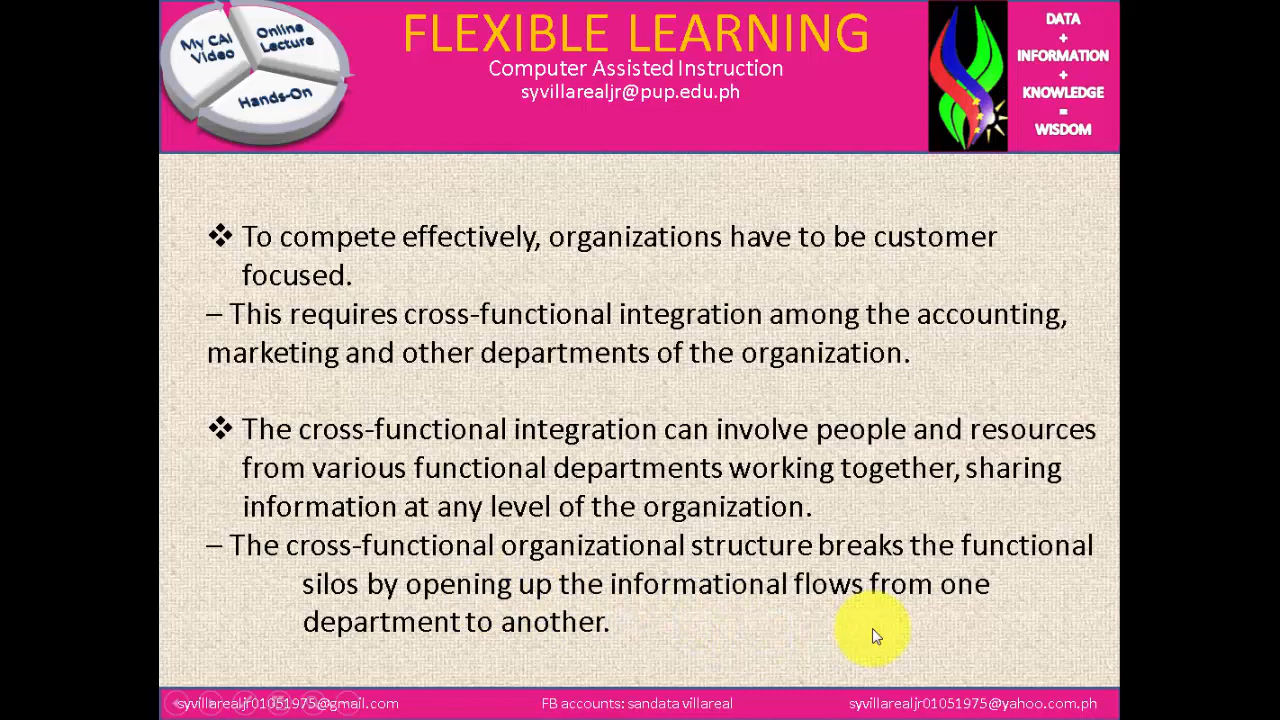 My CAI
Video
Online
Lecture
Hands-On
FLEXIBLE LEARNING
Computer Assisted Instruction
syvillarealjr@pup.edu.ph
DATA
+
INFORMATION
+
KNOWLEDGE
=
WISDOM
❖ To compete effectively, organizations have to be customer
focused.
– This requires cross-functional integration among the accounting,
marketing and other departments of the organization.
❖ The cross-functional integration can involve people and resources
from various functional departments working together, sharing
information at any level of the organization.
– The cross-functional organizational structure breaks the functional
silos by opening up the informational flows from one
department to another.
syvillarealjr01051975@gmail.com
FB accounts: sandata villareal
syvillarealjr01051975@yahoo.com.ph